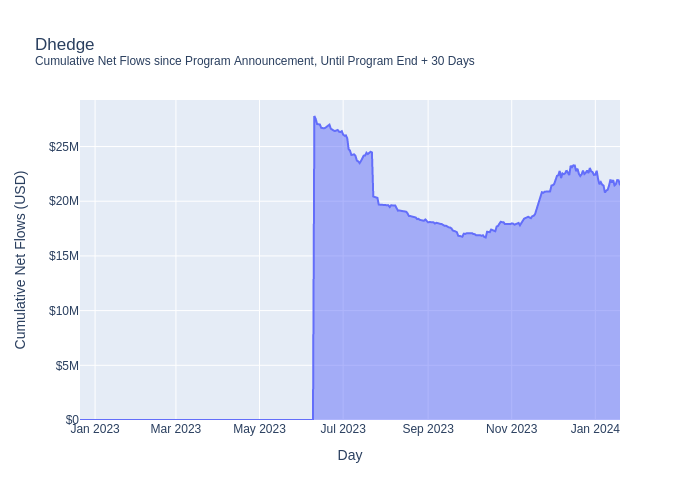 Dhedge
Cumulative Net Flows since Program Announcement, Until Program End + 30 Days
Cumulative Net Flows (USD)
$25M
$20M
$15M
$10M
$5M
$0
Jan 2023 Mar 2023 May 2023 Jul 2023 Sep 2023 Nov 2023 Jan 2024
Day